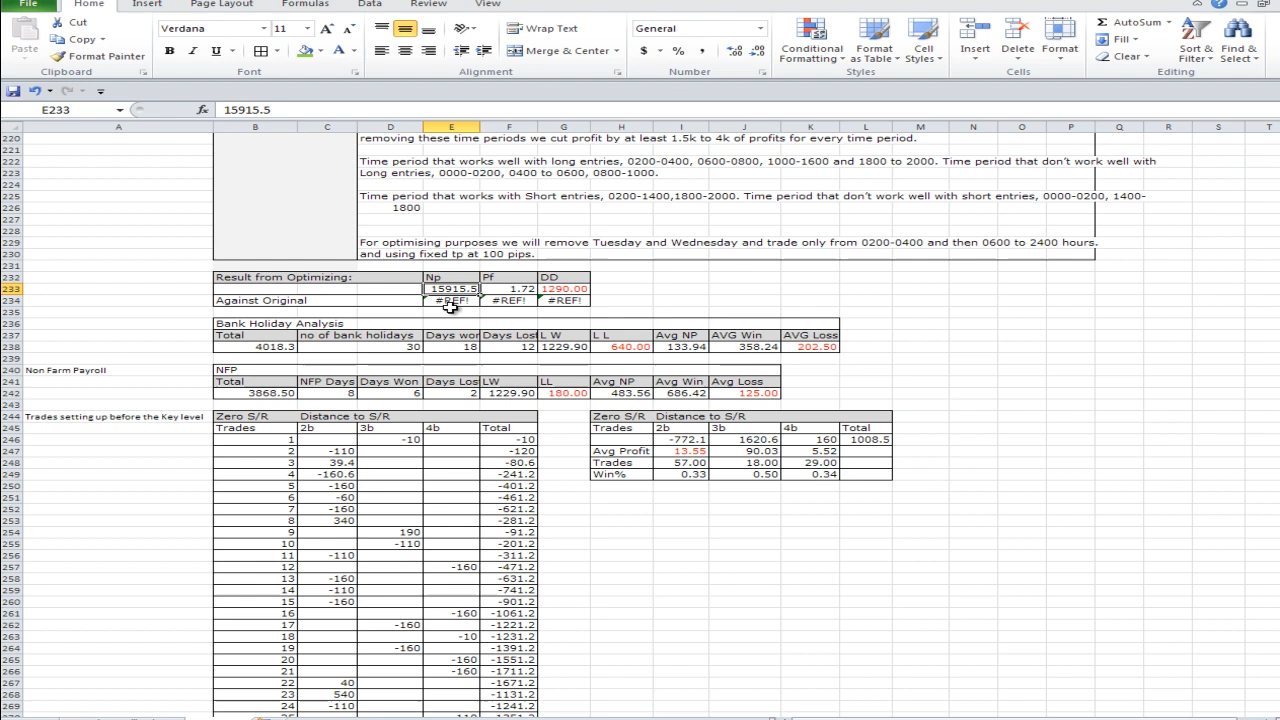 File Home Insert Page Layout Formulas Data Review View
Cut Verdana 11 Wrap Text General AutoSum
Copy Fill
Paste Format Painter B I U A Merge & Center $ % , Conditional Formatting Format as Table Cell Styles Insert Delete Format Clear Sort & Filter Find & Select
Clipboard Font Alignment Number Styles Cells Editing
E233 fx 15915.5
A B C D E F G H I J K L M N O P Q R S T
220 removing these time periods we cut profit by at least 1.5k to 4k of profits for every time period.
221
222 Time period that works well with long entries, 0200-0400, 0600-0800, 1000-1600 and 1800 to 2000. Time period that don't work well with
223 Long entries, 0000-0200, 0400 to 0600, 0800-1000.
224
225 Time period that works with Short entries, 0200-1400,1800-2000. Time period that don't work well with short entries, 0000-0200, 1400-
226 1800
227
228
229 For optimising purposes we will remove Tuesday and Wednesday and trade only from 0200-0400 and then 0600 to 2400 hours.
230 and using fixed tp at 100 pips.
231
232 Result from Optimizing: Np Pf DD
233 15915.5 1.72 1290.00
234 Against Original #REF! #REF! #REF!
235
236 Bank Holiday Analysis
237 Total no of bank holidays Days wor Days Lost L W L L Avg NP AVG Win AVG Loss
238 4018.3 30 18 12 1229.90 640.00 133.94 358.24 202.50
239
240 Non Farm Payroll NFP
241 Total NFP Days Days Won Days Los LW LL Avg NP Avg Win Avg Loss
242 3868.50 8 6 2 1229.90 180.00 483.56 686.42 125.00
243
244 Trades setting up before the Key level Zero S/R Distance to S/R Zero S/R Distance to S/R
245 Trades 2b 3b 4b Total Trades 2b 3b 4b Total
246 1 -10 -10 -772.1 1620.6 160 1008.5
247 2 -110 -120 Avg Profit 13.55 90.03 5.52
248 3 39.4 -80.6 Trades 57.00 18.00 29.00
249 4 -160.6 -241.2 Win% 0.33 0.50 0.34
250 5 -160 -401.2
251 6 -60 -461.2
252 7 -160 -621.2
253 8 340 -281.2
254 9 190 -91.2
255 10 -110 -201.2
256 11 -110 -311.2
257 12 -160 -471.2
258 13 -160 -631.2
259 14 -110 -741.2
260 15 -160 -901.2
261 16 -160 -1061.2
262 17 -160 -1221.2
263 18 -10 -1231.2
264 19 -160 -1391.2
265 20 -160 -1551.2
266 21 -160 -1711.2
267 22 40 -1671.2
268 23 540 -1131.2
269 24 -110 -1241.2